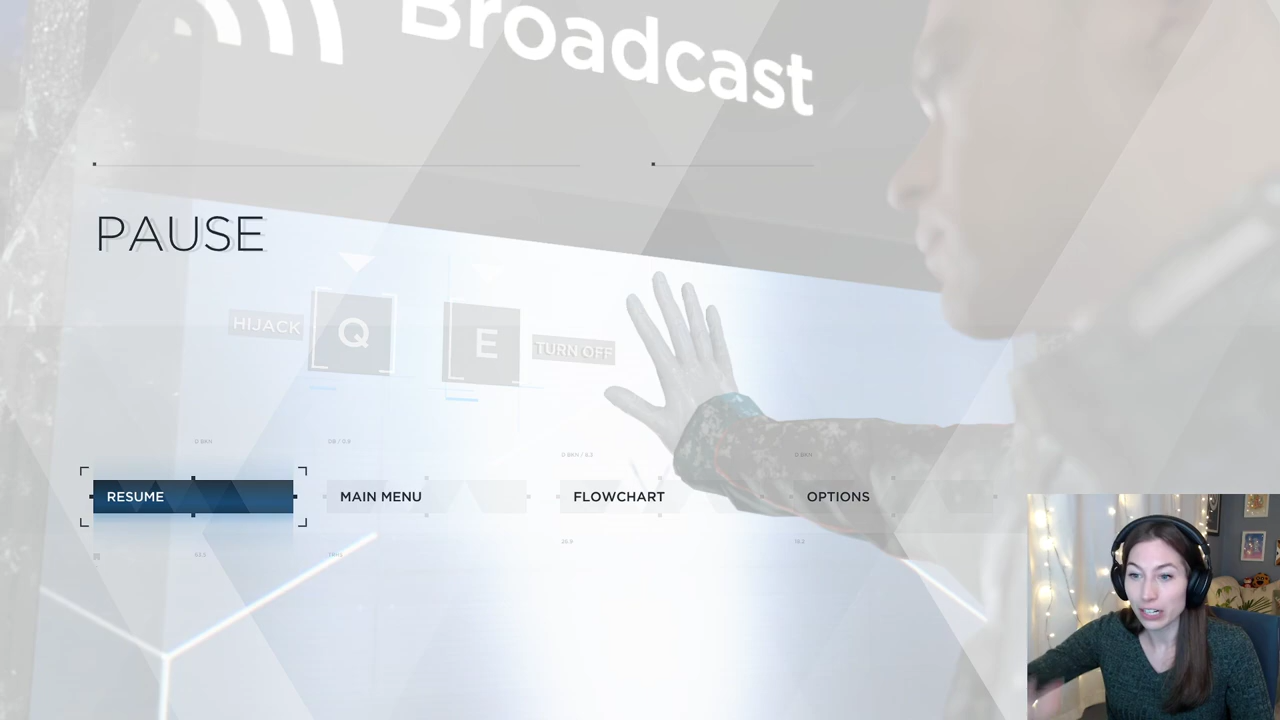 Broadcast
PAUSE
HIJACK
Q
E
TURN OFF
RESUME
MAIN MENU
FLOWCHART
OPTIONS